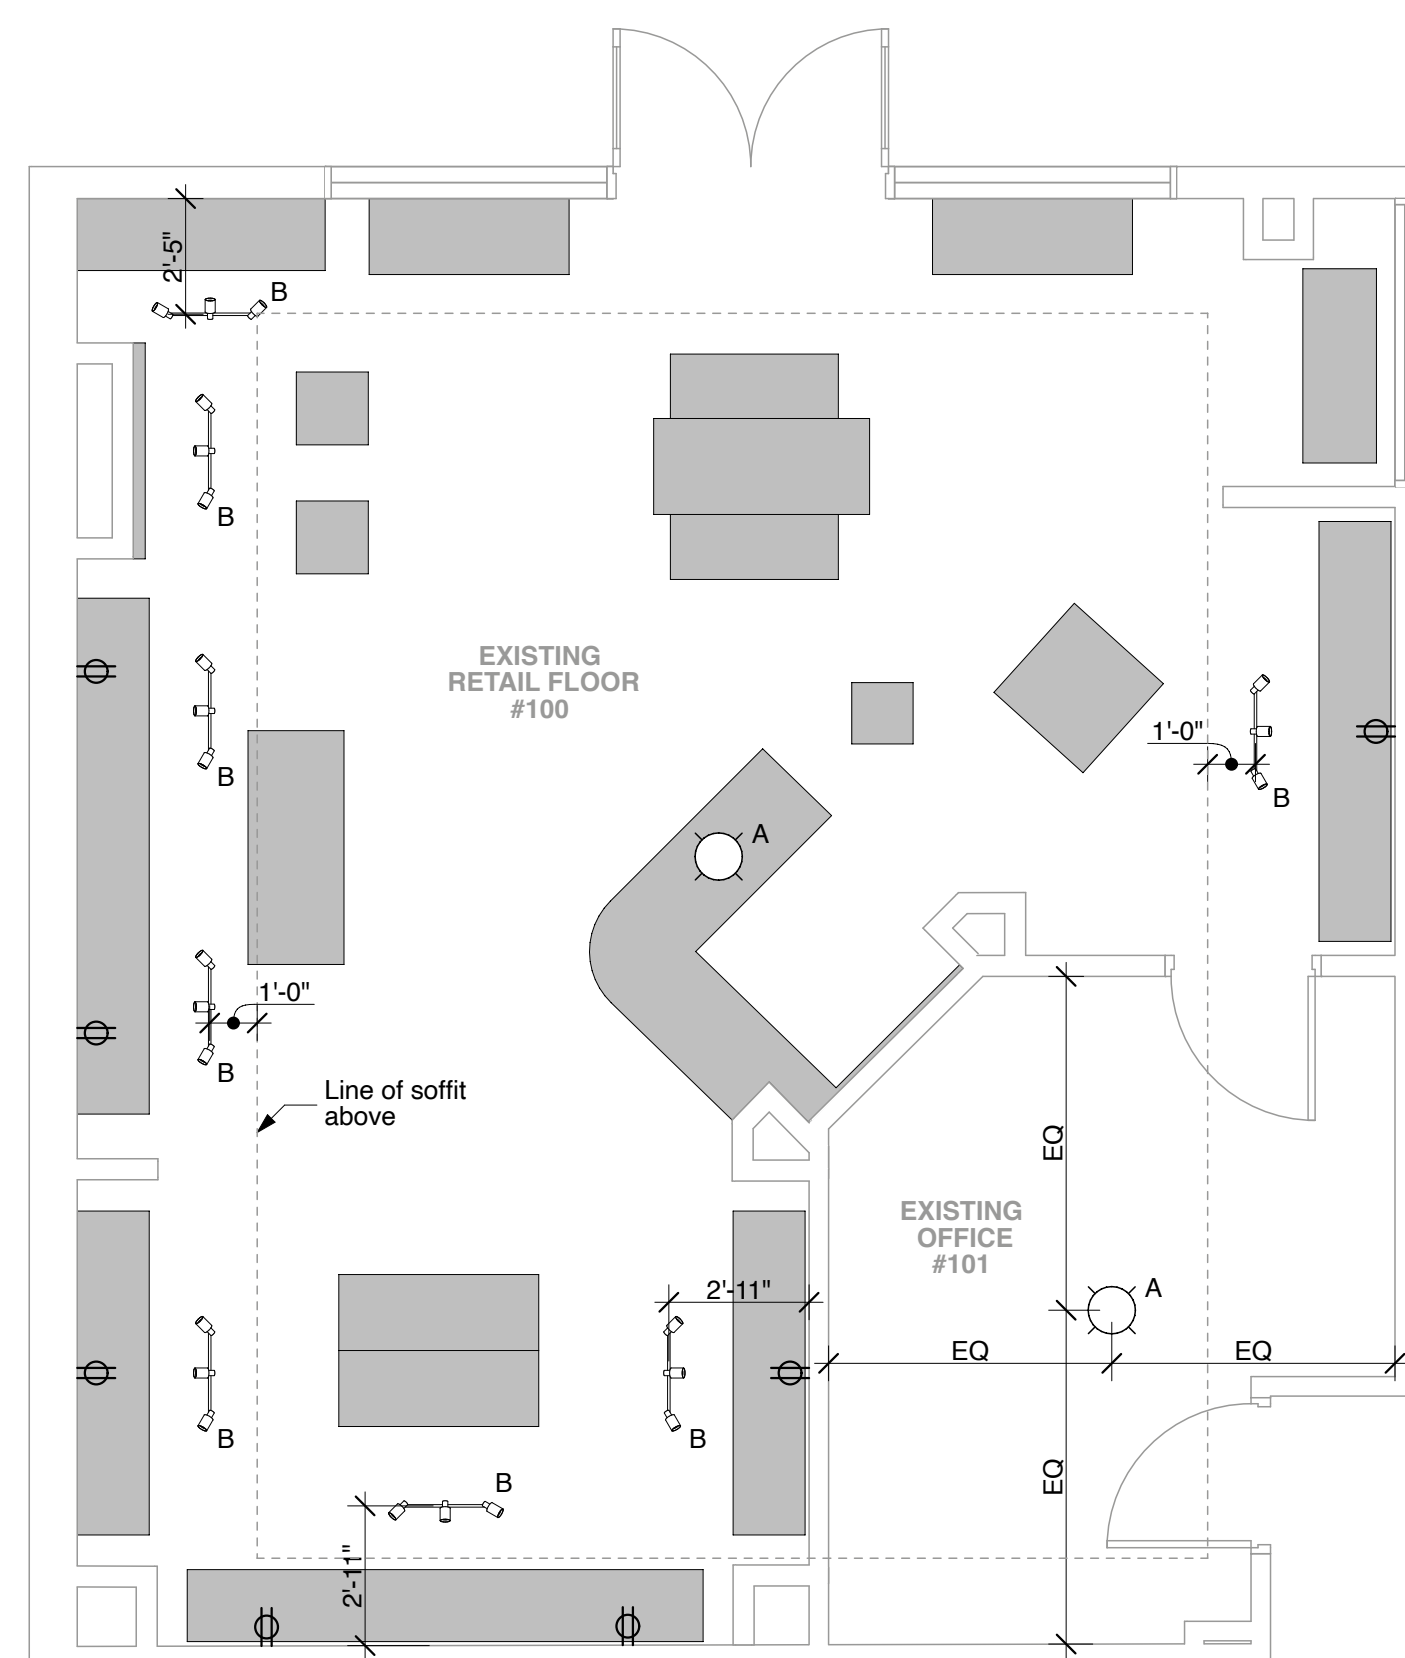 2'-5"
B
B
EXISTING
RETAIL FLOOR
#100
B
1'-0"
B
A
1'-0"
B
Line of soffit
above
EQ
EXISTING
OFFICE
#101
2'-11"
A
EQ
EQ
B
B
B
EQ
2'-11"